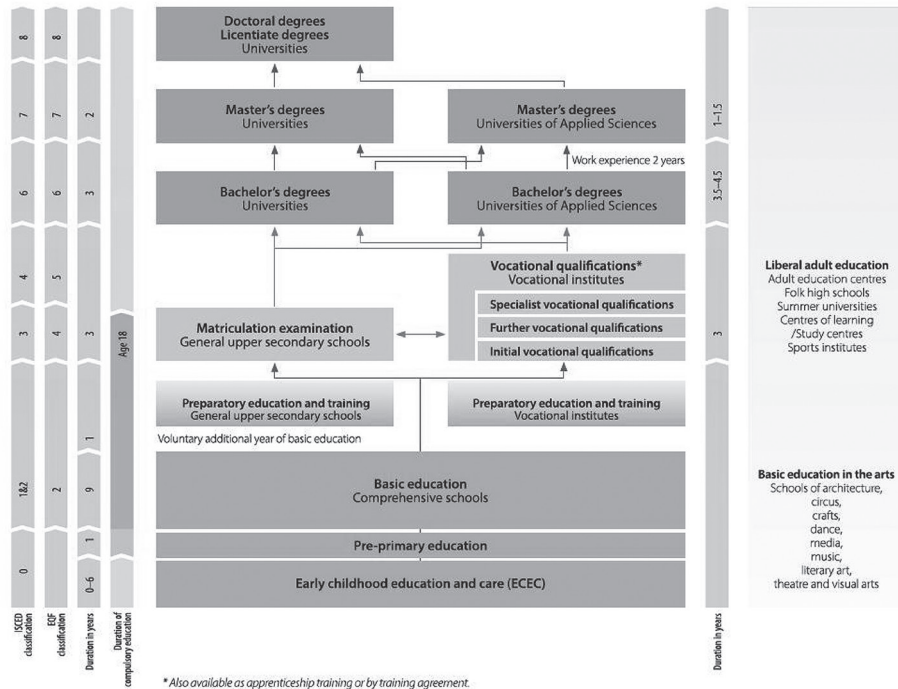 Doctoral degrees
Licentiate degrees
Universities
Master's degrees
Universities
Master's degrees
Universities of Applied Sciences
Work experience 2 years
Bachelor's degrees
Universities
Bachelor's degrees
Universities of Applied Sciences
Vocational qualifications*
Vocational institutes
Specialist vocational qualifications
Further vocational qualifications
Initial vocational qualifications
Matriculation examination
General upper secondary schools
Preparatory education and training
General upper secondary schools
Preparatory education and training
Vocational institutes
Voluntary additional year of basic education
Basic education
Comprehensive schools
Pre-primary education
Early childhood education and care (ECEC)
* Also available as apprenticeship training or by training agreement.
8
7
6
4
3
1&2
0
ISCED
classification
8
7
6
5
4
2
EQF
classification
2
3
3
1
9
1
0–6
Duration in years
Age 18
Duration of
compulsory education
1–1.5
3.5–4.5
3
Duration in years
Liberal adult education
Adult education centres
Folk high schools
Summer universities
Centres of learning
/Study centres
Sports institutes
Basic education in the arts
Schools of architecture,
circus,
crafts,
dance,
media,
music,
literary art,
theatre and visual arts